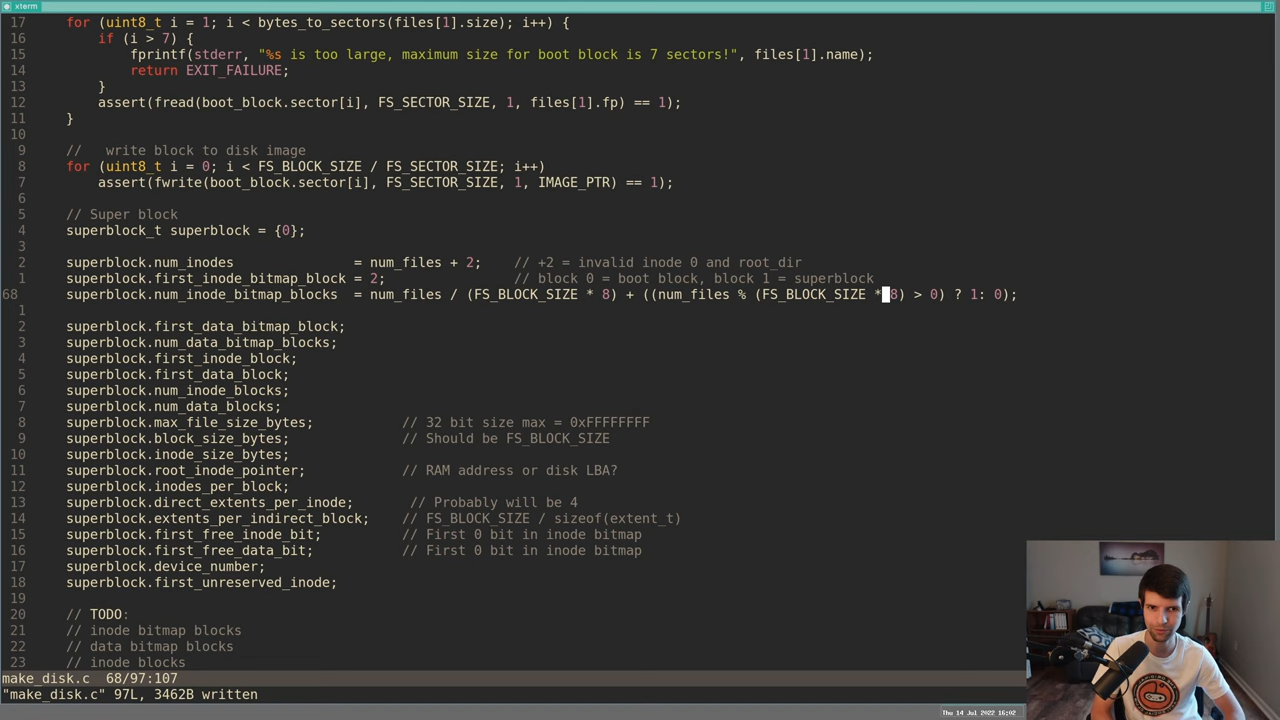 xterm
17 for (uint8_t i = 1; i < bytes_to_sectors(files[1].size); i++) {
16 if (i > 7) {
15 fprintf(stderr, "%s is too large, maximum size for boot block is 7 sectors!", files[1].name);
14 return EXIT_FAILURE;
13 }
12 assert(fread(boot_block.sector[i], FS_SECTOR_SIZE, 1, files[1].fp) == 1);
11 }
10
9 //   write block to disk image
8 for (uint8_t i = 0; i < FS_BLOCK_SIZE / FS_SECTOR_SIZE; i++)
7 assert(fwrite(boot_block.sector[i], FS_SECTOR_SIZE, 1, IMAGE_PTR) == 1);
6
5 // Super block
4 superblock_t superblock = {0};
3
2 superblock.num_inodes = num_files + 2; // +2 = invalid inode 0 and root_dir
1 superblock.first_inode_bitmap_block = 2; // block 0 = boot block, block 1 = superblock
68 superblock.num_inode_bitmap_blocks = num_files / (FS_BLOCK_SIZE * 8) + ((num_files % (FS_BLOCK_SIZE * 8) > 0) ? 1: 0);
1
2 superblock.first_data_bitmap_block;
3 superblock.num_data_bitmap_blocks;
4 superblock.first_inode_block;
5 superblock.first_data_block;
6 superblock.num_inode_blocks;
7 superblock.num_data_blocks;
8 superblock.max_file_size_bytes; // 32 bit size max = 0xFFFFFFFF
9 superblock.block_size_bytes; // Should be FS_BLOCK_SIZE
10 superblock.inode_size_bytes;
11 superblock.root_inode_pointer; // RAM address or disk LBA?
12 superblock.inodes_per_block;
13 superblock.direct_extents_per_inode; // Probably will be 4
14 superblock.extents_per_indirect_block; // FS_BLOCK_SIZE / sizeof(extent_t)
15 superblock.first_free_inode_bit; // First 0 bit in inode bitmap
16 superblock.first_free_data_bit; // First 0 bit in inode bitmap
17 superblock.device_number;
18 superblock.first_unreserved_inode;
19
20 // TODO:
21 // inode bitmap blocks
22 // data bitmap blocks
23 // inode blocks
make_disk.c 68/97:107
"make_disk.c" 97L, 3462B written
Thu 14 Jul 2022 16:02